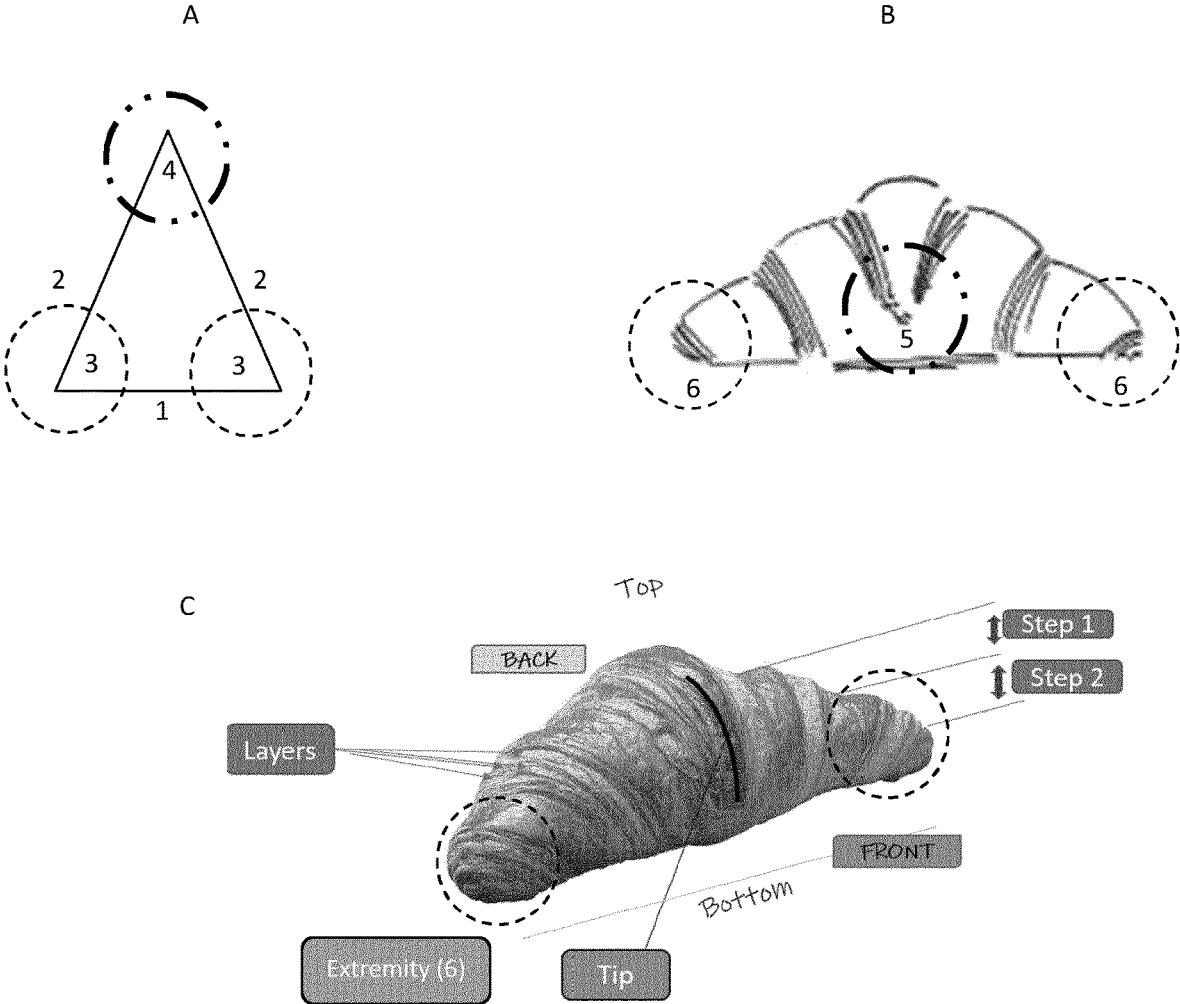 A
B
4
2
2
3
3
1
5
6
6
C
Top
Step 1
BACK
Step 2
Layers
FRONT
Bottom
Extremity (6)
Tip